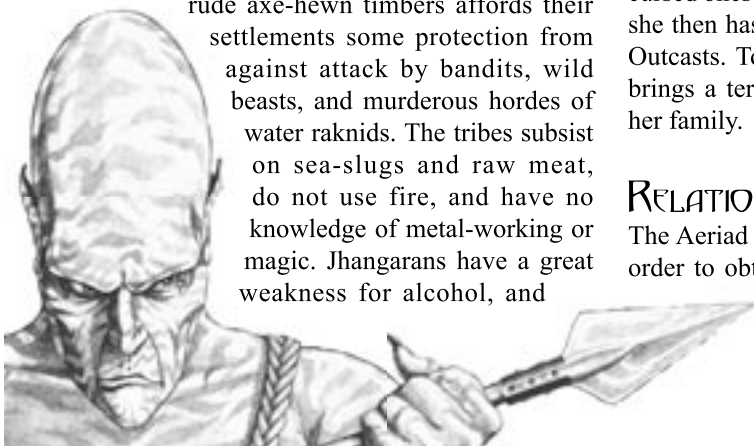 rude axe-hewn timbers affords their
settlements some protection from
against attack by bandits, wild
beasts, and murderous hordes of
water raknids. The tribes subsist
on sea-slugs and raw meat,
do not use fire, and have no
knowledge of metal-working or
magic. Jhangarans have a great
weakness for alcohol, and
she then has
Outcasts. To
brings a ter
her family.
RELATIO
The Aeriad
order to obt